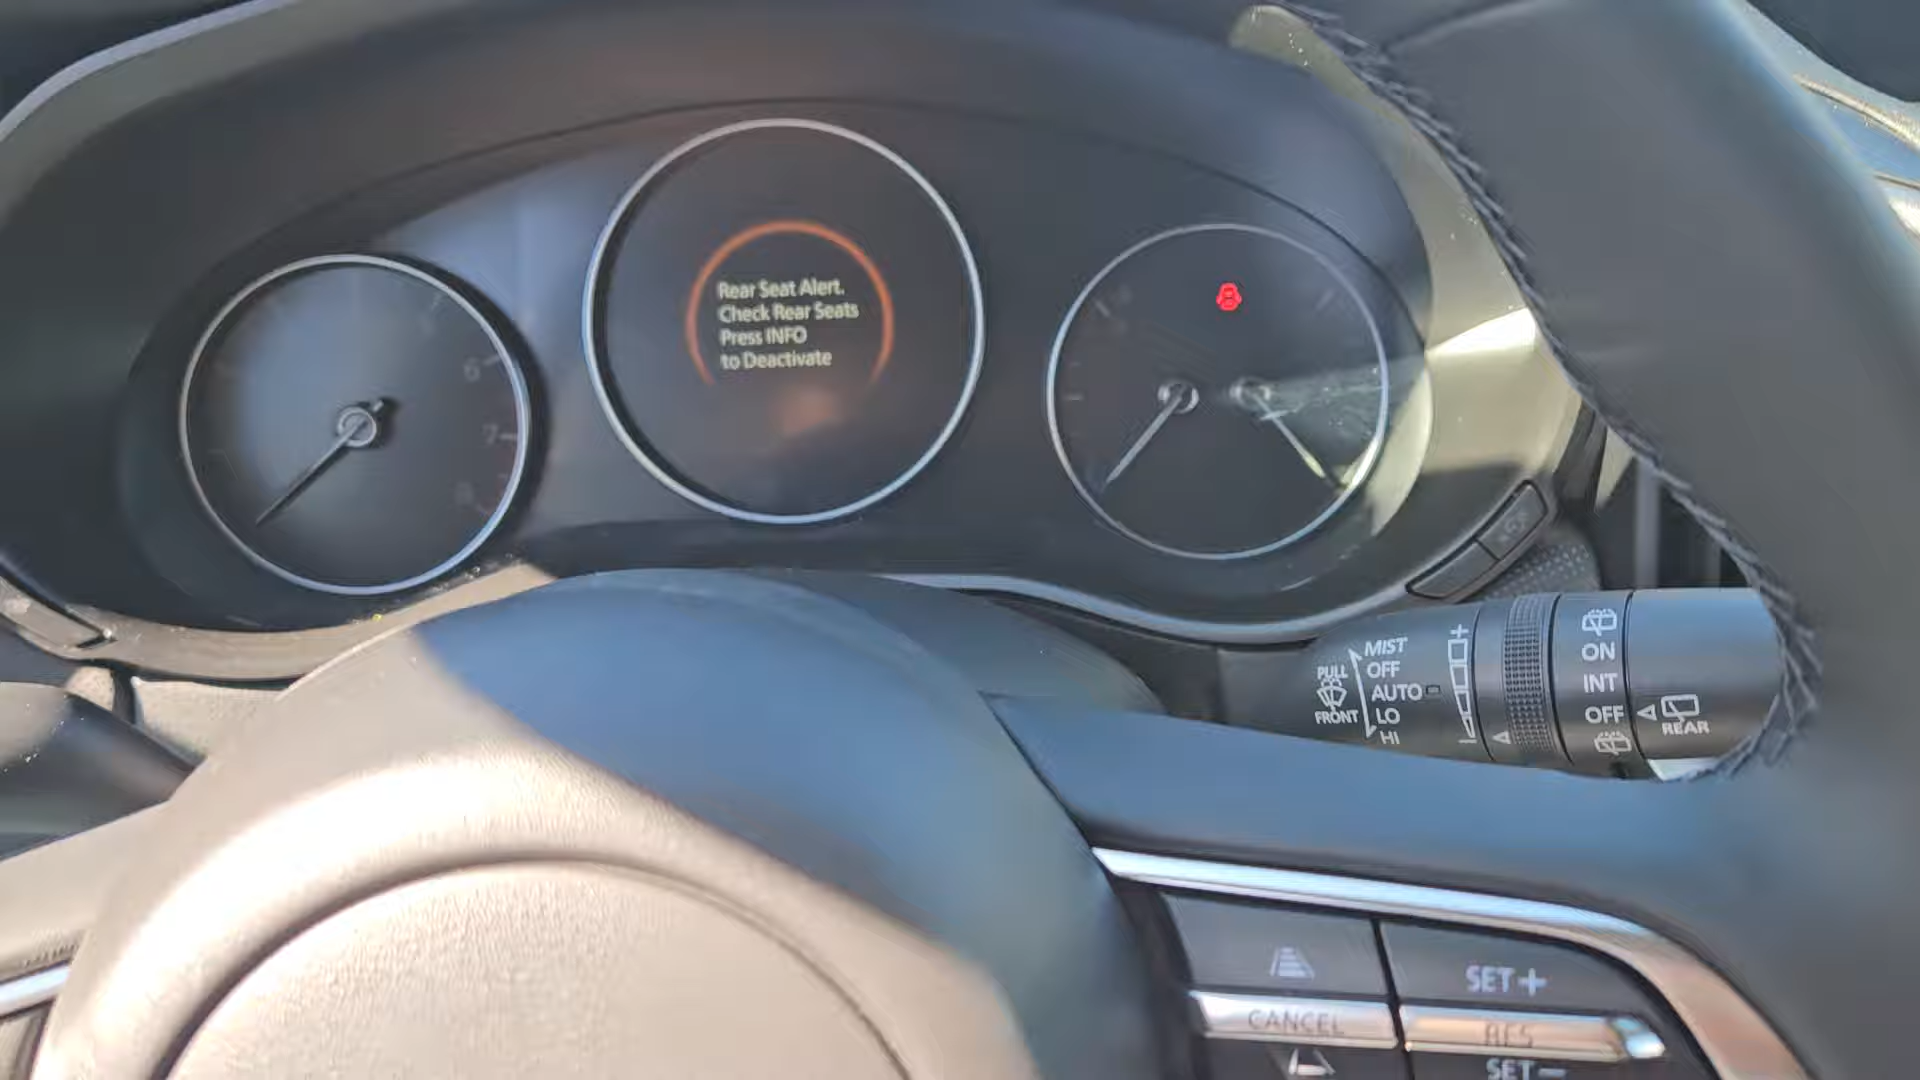 Rear Seat Alert.
Check Rear Seats
Press INFO
to Deactivate
6
7
8
MIST
OFF
AUTO
LO
HI
PULL
FRONT
+
ON
INT
OFF
REAR
SET+
CANCEL
RES
SET−